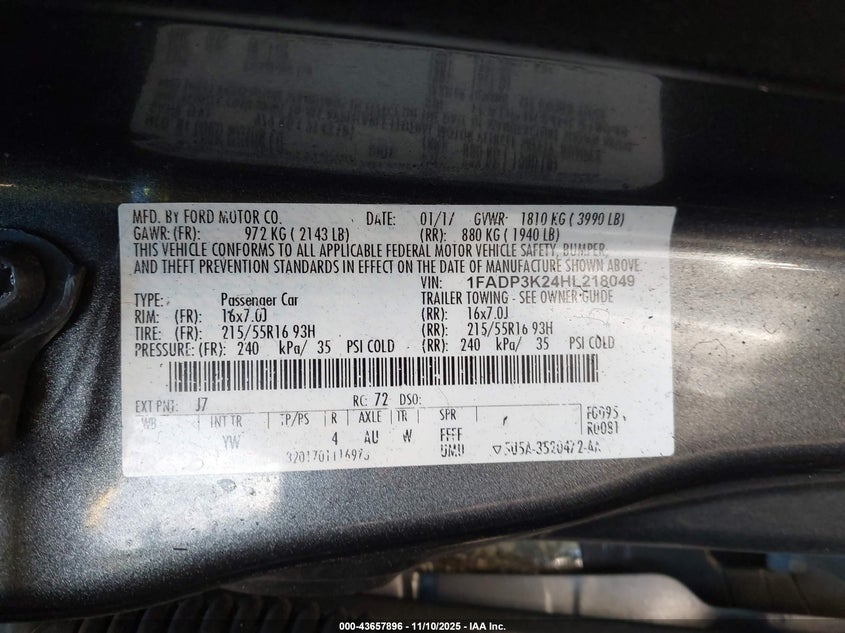 MFD. BY FORD MOTOR CO. DATE: 01/17 GVWR: 1810 KG ( 3990 LB)
GAWR: (FR): 972 KG ( 2143 LB) (RR): 880 KG ( 1940 LB)
THIS VEHICLE CONFORMS TO ALL APPLICABLE FEDERAL MOTOR VEHICLE SAFETY, BUMPER,
AND THEFT PREVENTION STANDARDS IN EFFECT ON THE DATE OF MANUFACTURE SHOWN ABOVE.
VIN: 1FADP3K24HL218049
TYPE: Passenger Car TRAILER TOWING - SEE OWNER GUIDE
RIM: (FR): 16x7.0J (RR): 16x7.0J
TIRE: (FR): 215/55R16 93H (RR): 215/55R16 93H
PRESSURE: (FR): 240 kPa/ 35 PSI COLD (RR): 240 kPa/ 35 PSI COLD
EXT PNT: J7 RC: 72 DSO:
WB INT TR TP/PS R AXLE TR SPR
YW 4 AU W
000-43657896 - 11/10/2025 - IAA Inc.